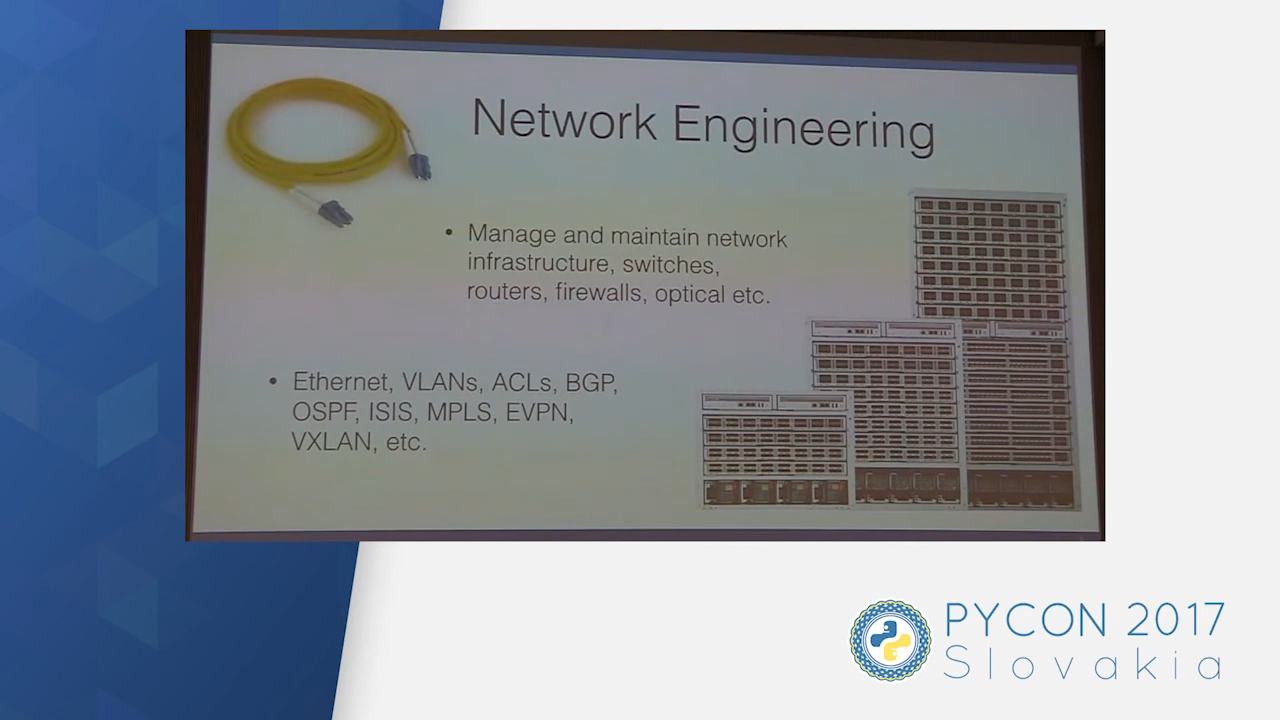 Network Engineering
• Manage and maintain network
infrastructure, switches,
routers, firewalls, optical etc.
• Ethernet, VLANs, ACLs, BGP,
OSPF, ISIS, MPLS, EVPN,
VXLAN, etc.
PYCON 2017
Slovakia